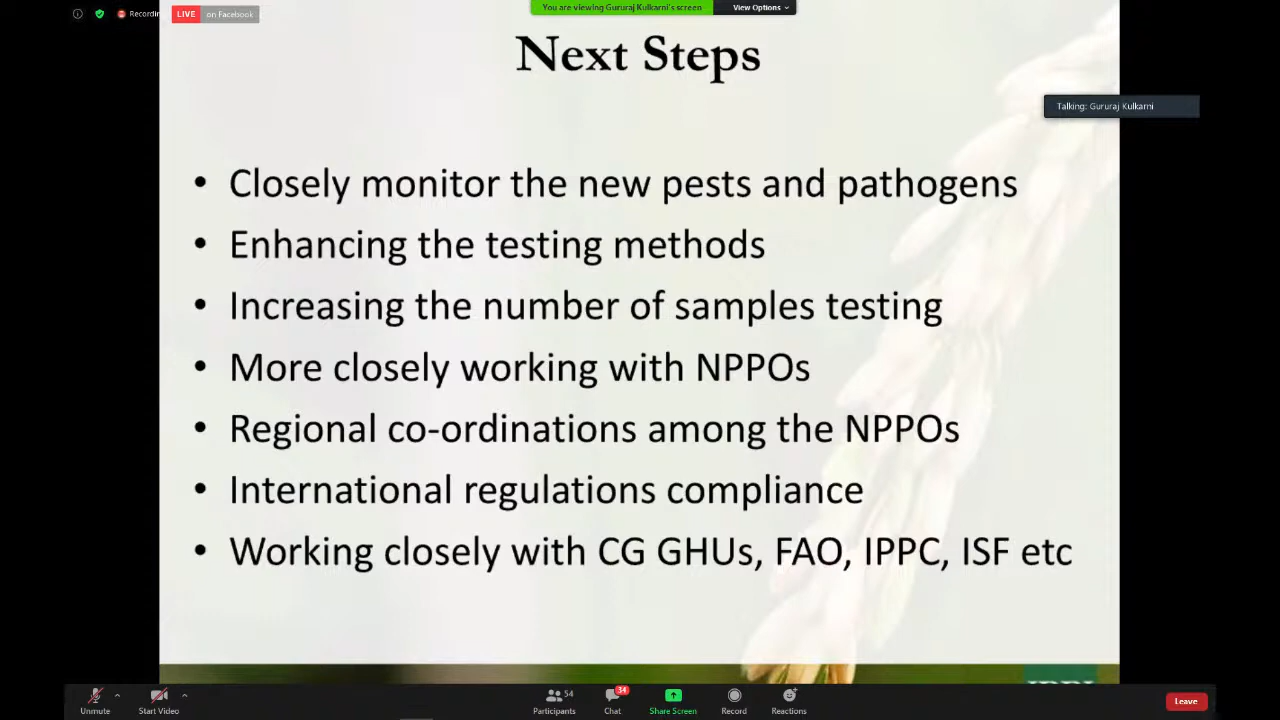 Recordin
LIVE on Facebook
You are viewing Gururaj Kulkarni's screen View Options
Next Steps
Talking: Gururaj Kulkarni
• Closely monitor the new pests and pathogens
• Enhancing the testing methods
• Increasing the number of samples testing
• More closely working with NPPOs
• Regional co-ordinations among the NPPOs
• International regulations compliance
• Working closely with CG GHUs, FAO, IPPC, ISF etc
Unmute Start Video Participants 54 Chat 34 Share Screen Record Reactions Leave